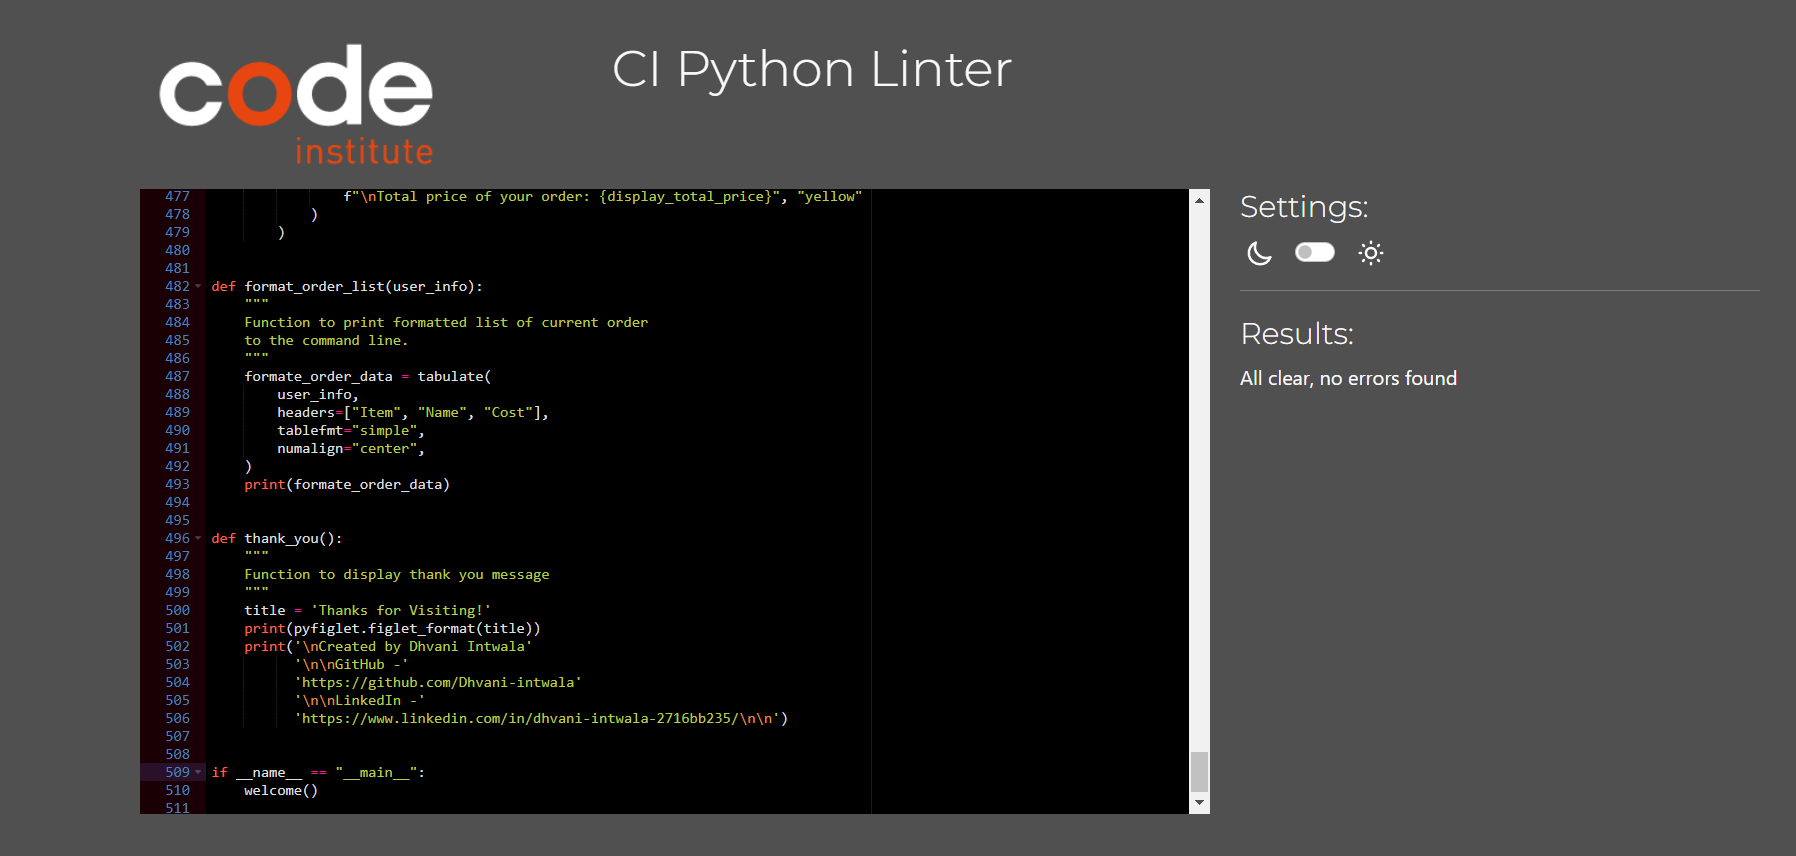 code
institute
CI Python Linter
477 f"\nTotal price of your order: {display_total_price}", "yellow"
478 )
479 )
480
481
482 def format_order_list(user_info):
483 """
484 Function to print formatted list of current order
485 to the command line.
486 """
487 formate_order_data = tabulate(
488 user_info,
489 headers=["Item", "Name", "Cost"],
490 tablefmt="simple",
491 numalign="center",
492 )
493 print(formate_order_data)
494
495
496 def thank_you():
497 """
498 Function to display thank you message
499 """
500 title = 'Thanks for Visiting!'
501 print(pyfiglet.figlet_format(title))
502 print('\nCreated by Dhvani Intwala'
503 '\n\nGitHub -'
504 'https://github.com/Dhvani-intwala'
505 '\n\nLinkedIn -'
506 'https://www.linkedin.com/in/dhvani-intwala-2716bb235/\n\n')
507
508
509 if __name__ == "__main__":
510 welcome()
511
Settings:
Results:
All clear, no errors found